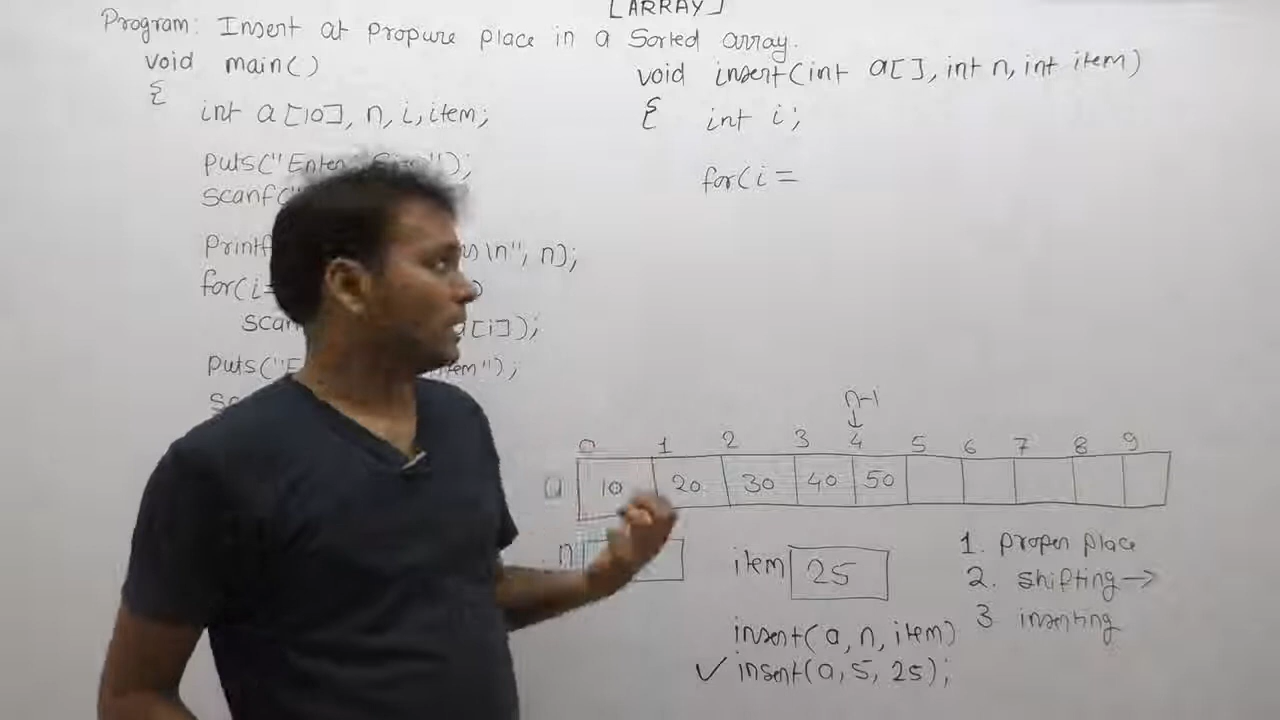 [ARRAY]
Program: Insert at propure place in a Sorted array.
void main()
{
int a[10], n, i, item;
puts("Enter
");
scanf("
Printf
s\n", n);
for(i=
scan
a[i]);
puts("E
tem");
void insert(int a[], int n, int item)
{ int i;
for(i =
n-1
↓
0 1 2 3 4 5 6 7 8 9
a 10 20 30 40 50
n
item 25
insert(a, n, item)
✓ insert(a, 5, 25);
1. proper place
2. shifting →
3 inserting